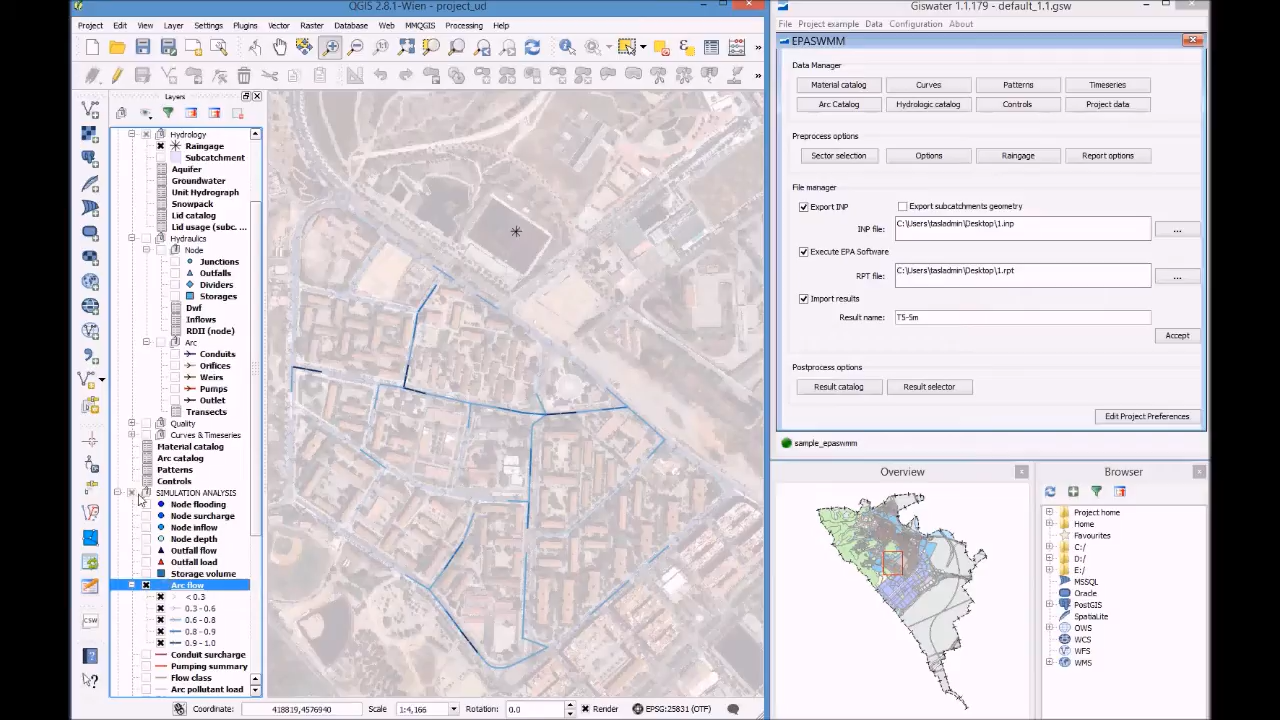 QGIS 2.8.1-Wien - project_ud
Project Edit View Layer Settings Plugins Vector Raster Database Web MMQGIS Processing Help
Layers
Hydrology
Raingage
Subcatchment
Aquifer
Groundwater
Unit Hydrograph
Snowpack
Lid catalog
Lid usage (subc. ...
Hydraulics
Node
Junctions
Outfalls
Dividers
Storages
Dwf
Inflows
RDII (node)
Arc
Conduits
Orifices
Weirs
Pumps
Outlet
Transects
Quality
Curves & Timeseries
Material catalog
Arc catalog
Patterns
Controls
SIMULATION ANALYSIS
Node flooding
Node surcharge
Node inflow
Node depth
Outfall flow
Outfall load
Storage volume
Arc flow
< 0.3
0.3 - 0.6
0.6 - 0.8
0.8 - 0.9
0.9 - 1.0
Conduit surcharge
Pumping summary
Flow class
Arc pollutant load
CSW
Coordinate: 418819,4576940 Scale 1:4,166 Rotation: 0.0 Render EPSG:25831 (OTF)
Giswater 1.1.179 - default_1.1.gsw
File Project example Data Configuration About
EPASWMM
Data Manager
Material catalog Curves Patterns Timeseries
Arc Catalog Hydrologic catalog Controls Project data
Preprocess options
Sector selection Options Raingage Report options
File manager
Export INP Export subcatchments geometry
INP file: C:\Users\tasladmin\Desktop\1.inp ...
Execute EPA Software
RPT file: C:\Users\tasladmin\Desktop\1.rpt ...
Import results
Result name: T5-5m
Accept
Postprocess options
Result catalog Result selector
Edit Project Preferences
sample_epaswmm
Overview
Browser
Project home
Home
Favourites
C:/
D:/
E:/
MSSQL
Oracle
PostGIS
SpatiaLite
OWS
WCS
WFS
WMS